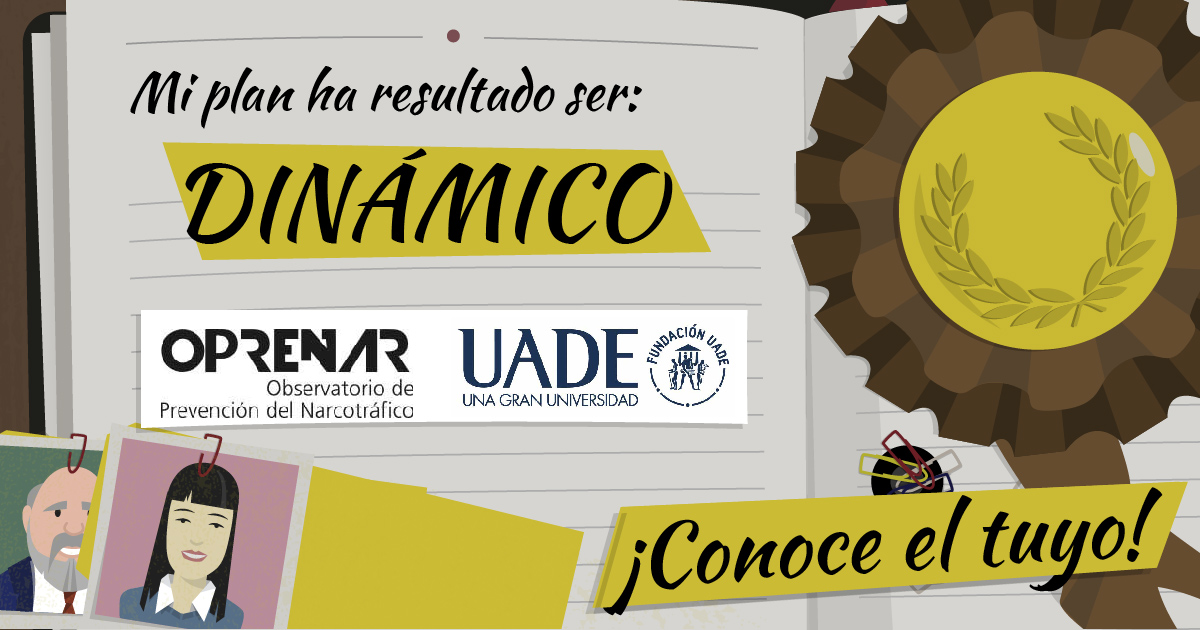 Mi plan ha resultado ser:
DINÁMICO
OPRENAR
Observatorio de
Prevención del Narcotráfico
UADE
UNA GRAN UNIVERSIDAD
FUNDACIÓN UADE
¡Conoce el tuyo!